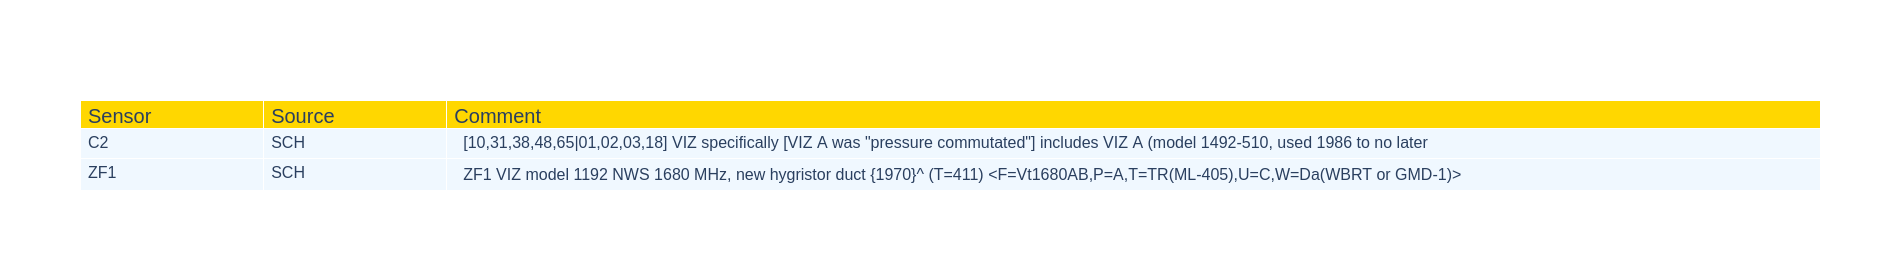 Sensor Source Comment
C2 SCH [10,31,38,48,65|01,02,03,18] VIZ specifically [VIZ A was "pressure commutated"] includes VIZ A (model 1492-510, used 1986 to no later
ZF1 SCH ZF1 VIZ model 1192 NWS 1680 MHz, new hygristor duct {1970}^ (T=411) <F=Vt1680AB,P=A,T=TR(ML-405),U=C,W=Da(WBRT or GMD-1)>